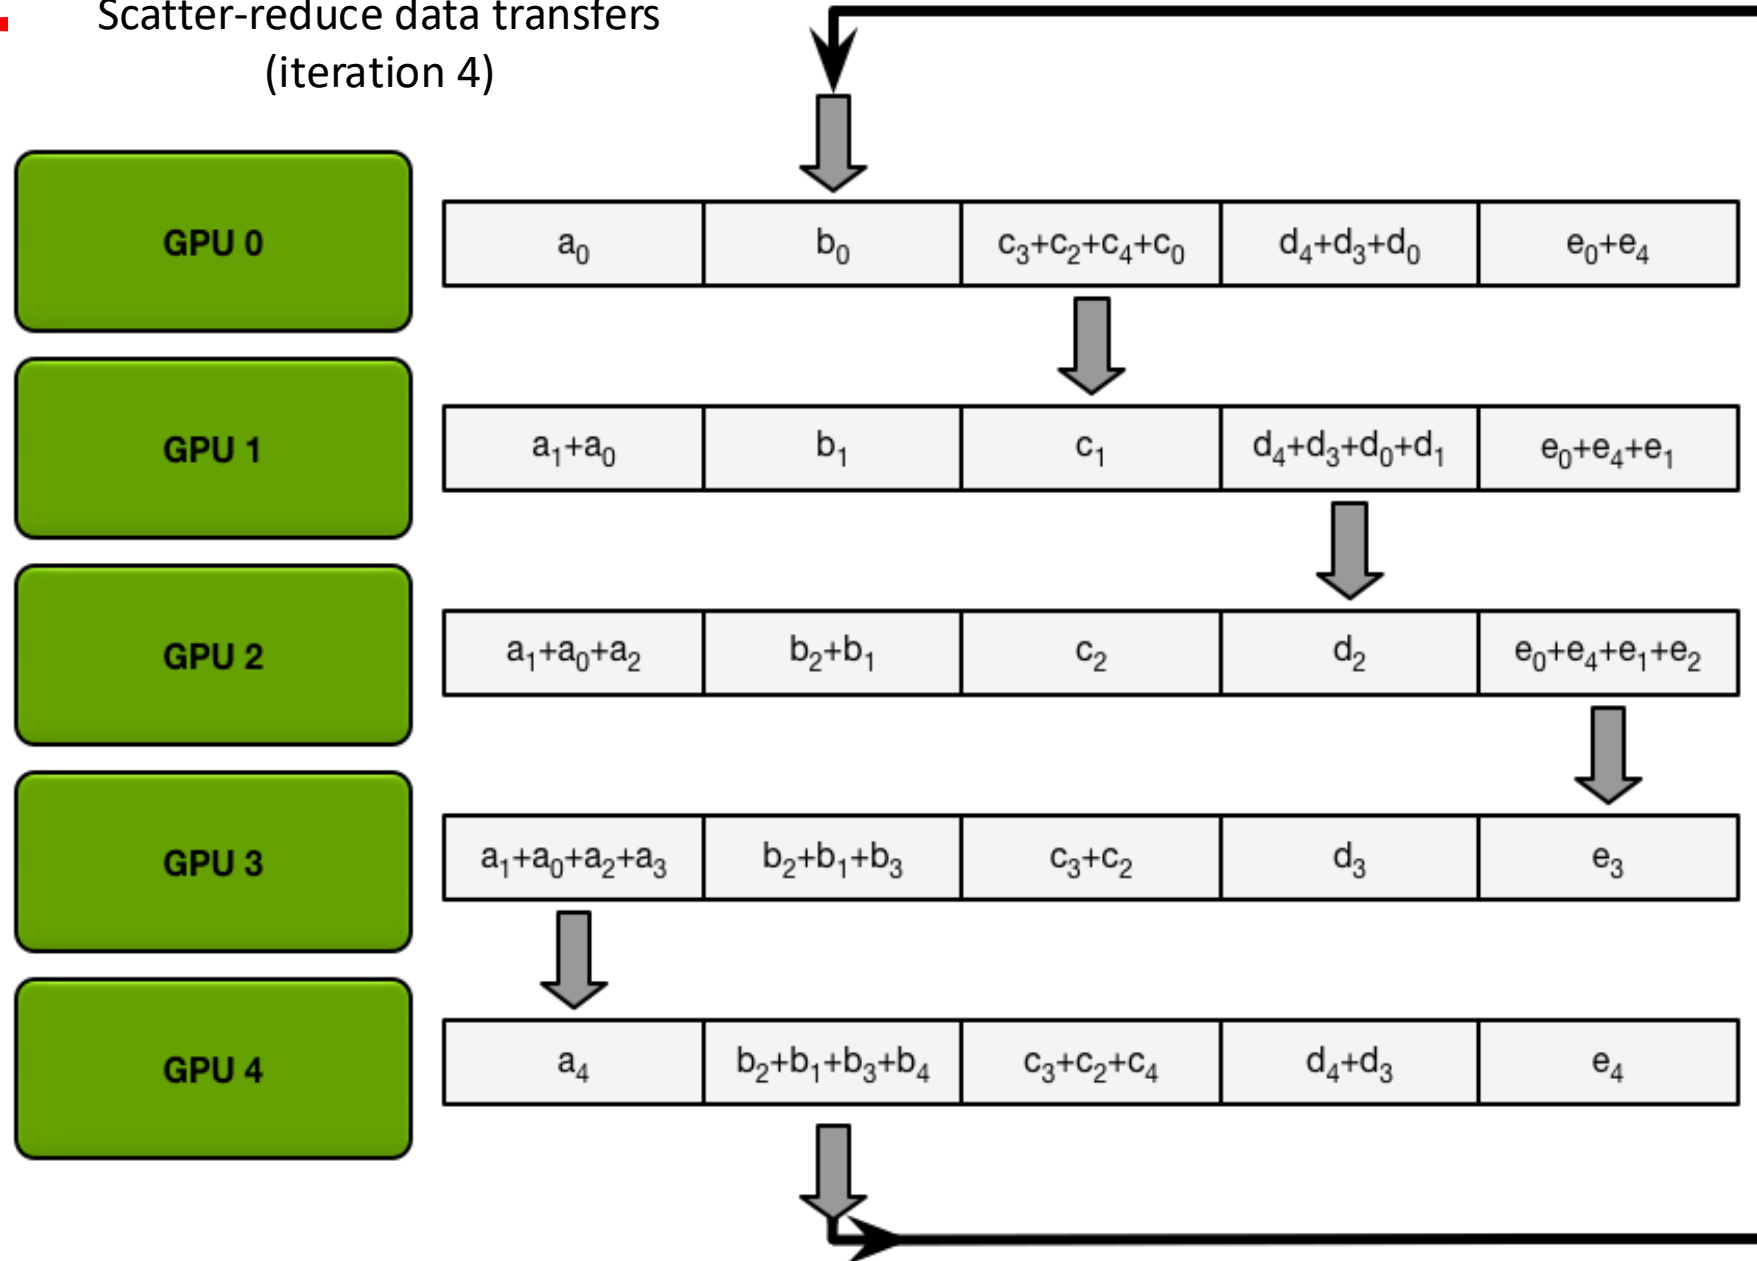 Scatter-reduce data transfers
(iteration 4)
GPU 0
a₀ b₀ c₃+c₂+c₄+c₀ d₄+d₃+d₀ e₀+e₄
GPU 1
a₁+a₀ b₁ c₁ d₄+d₃+d₀+d₁ e₀+e₄+e₁
GPU 2
a₁+a₀+a₂ b₂+b₁ c₂ d₂ e₀+e₄+e₁+e₂
GPU 3
a₁+a₀+a₂+a₃ b₂+b₁+b₃ c₃+c₂ d₃ e₃
GPU 4
a₄ b₂+b₁+b₃+b₄ c₃+c₂+c₄ d₄+d₃ e₄